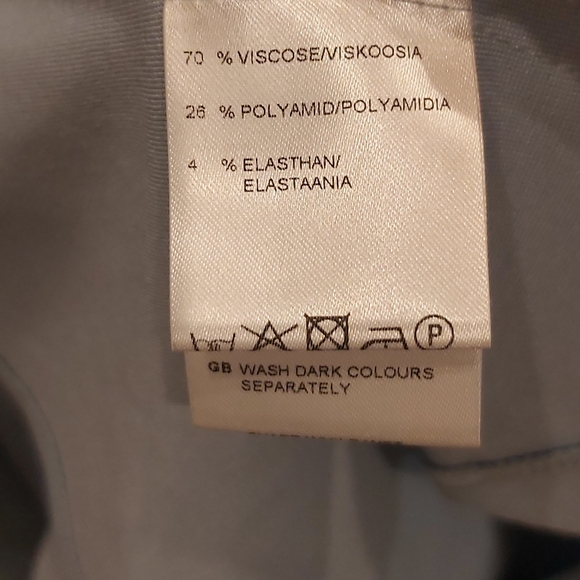 70 % VISCOSE/VISKOOSIA
26 % POLYAMID/POLYAMIDIA
4 % ELASTHAN/
ELASTAANIA
P
GB WASH DARK COLOURS
SEPARATELY